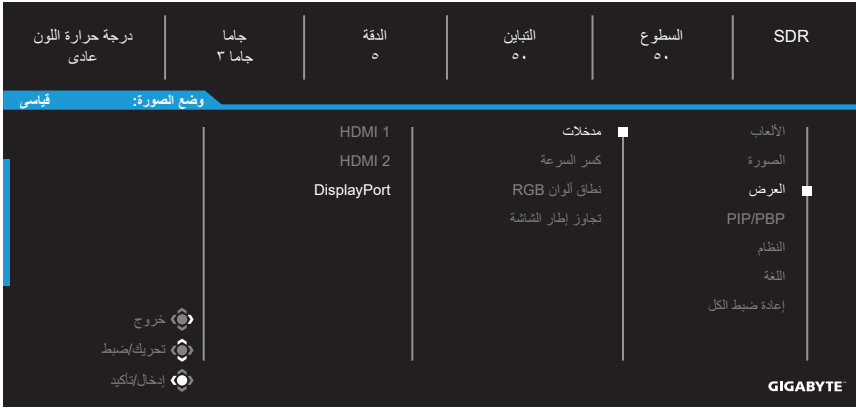 SDR
السطوع
٥٠
التباين
٥٠
الدقة
٥
جاما
جاما ٣
درجة حرارة اللون
عادى
وضع الصورة: قياسى
الألعاب
الصورة
العرض
PIP/PBP
النظام
اللغة
إعادة ضبط الكل
مدخلات
كسر السرعة
نطاق ألوان RGB
تجاوز إطار الشاشة
HDMI 1
HDMI 2
DisplayPort
خروج
تحريك/ضبط
إدخال/تأكيد
GIGABYTE™